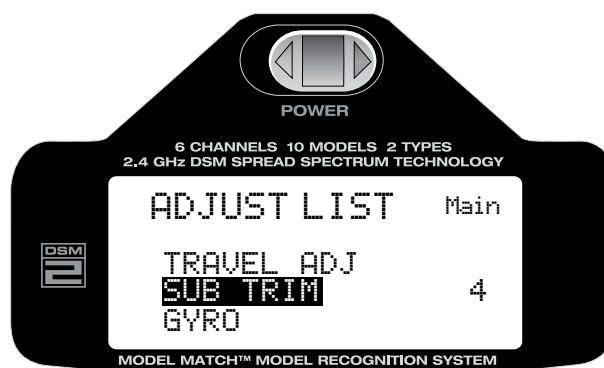 POWER
6 CHANNELS 10 MODELS 2 TYPES
2.4 GHz DSM SPREAD SPECTRUM TECHNOLOGY
ADJUST LIST Main
DSM
2
TRAVEL ADJ
SUB TRIM 4
GYRO
MODEL MATCH™ MODEL RECOGNITION SYSTEM